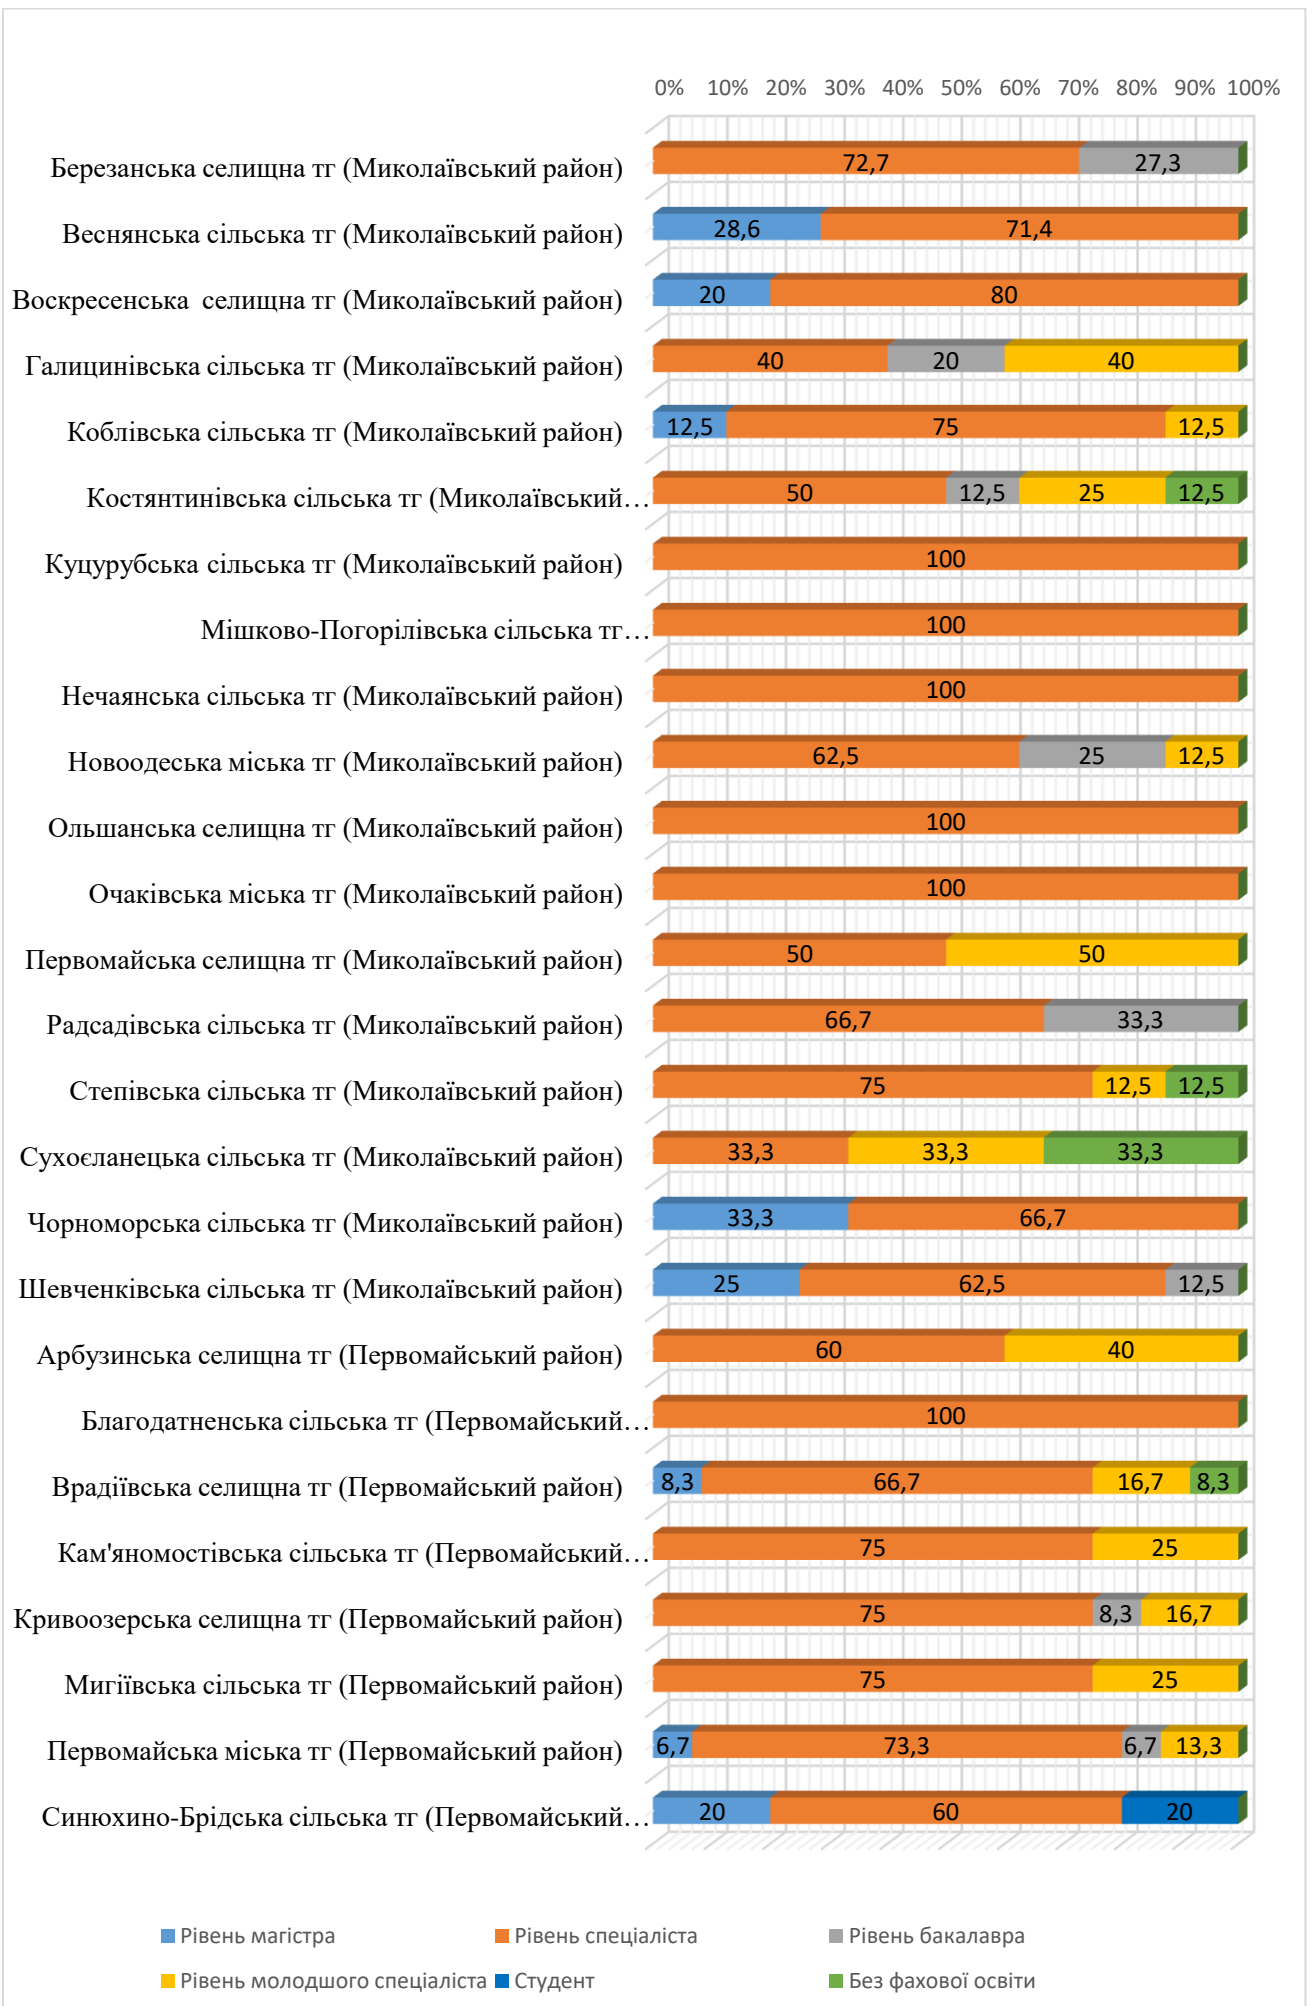 0% 10% 20% 30% 40% 50% 60% 70% 80% 90% 100%
Березанська селищна тг (Миколаївський район) 72,7 27,3
Веснянська сільська тг (Миколаївський район) 28,6 71,4
Воскресенська селищна тг (Миколаївський район) 20 80
Галицинівська сільська тг (Миколаївський район) 40 20 40
Коблівська сільська тг (Миколаївський район) 12,5 75 12,5
Костянтинівська сільська тг (Миколаївський… 50 12,5 25 12,5
Куцурубська сільська тг (Миколаївський район) 100
Мішково-Погорілівська сільська тг… 100
Нечаянська сільська тг (Миколаївський район) 100
Новоодеська міська тг (Миколаївський район) 62,5 25 12,5
Ольшанська селищна тг (Миколаївський район) 100
Очаківська міська тг (Миколаївський район) 100
Первомайська селищна тг (Миколаївський район) 50 50
Радсадівська сільська тг (Миколаївський район) 66,7 33,3
Степівська сільська тг (Миколаївський район) 75 12,5 12,5
Сухоєланецька сільська тг (Миколаївський район) 33,3 33,3 33,3
Чорноморська сільська тг (Миколаївський район) 33,3 66,7
Шевченківська сільська тг (Миколаївський район) 25 62,5 12,5
Арбузинська селищна тг (Первомайський район) 60 40
Благодатненська сільська тг (Первомайський… 100
Врадіївська селищна тг (Первомайський район) 8,3 66,7 16,7 8,3
Кам'яномостівська сільська тг (Первомайський… 75 25
Кривоозерська селищна тг (Первомайський район) 75 8,3 16,7
Мигіївська сільська тг (Первомайський район) 75 25
Первомайська міська тг (Первомайський район) 6,7 73,3 6,7 13,3
Синюхино-Брідська сільська тг (Первомайський… 20 60 20
Рівень магістра Рівень спеціаліста Рівень бакалавра
Рівень молодшого спеціаліста Студент Без фахової освіти